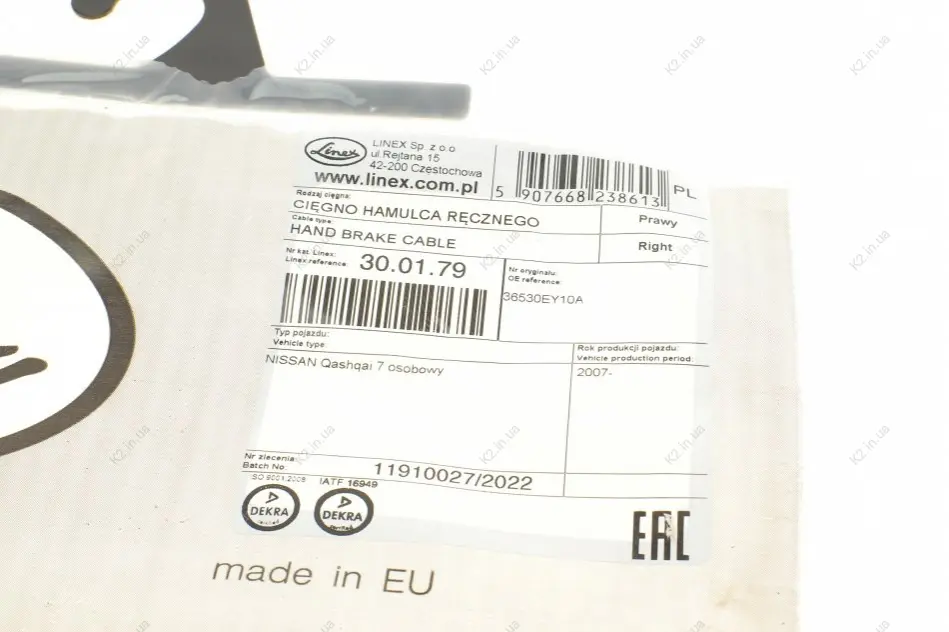 Linex
LINEX Sp. z o.o
ul.Rejtana 15
42-200 Częstochowa
www.linex.com.pl
5 907668 238613
PL
Rodzaj cięgna:
CIĘGNO HAMULCA RĘCZNEGO
Prawy
Cable type:
HAND BRAKE CABLE
Right
Nr kat. Linex:
Linex reference:
30.01.79
Nr oryginału:
OE reference:
36530EY10A
Typ pojazdu:
Vehicle type:
Rok produkcji pojazdu:
Vehicle production period:
NISSAN Qashqai 7 osobowy
2007-
Nr zlecenia:
Batch No:
11910027/2022
ISO 9001:2008
IATF 16949
DEKRA
DEKRA
EAC
made in EU
K2.in.ua